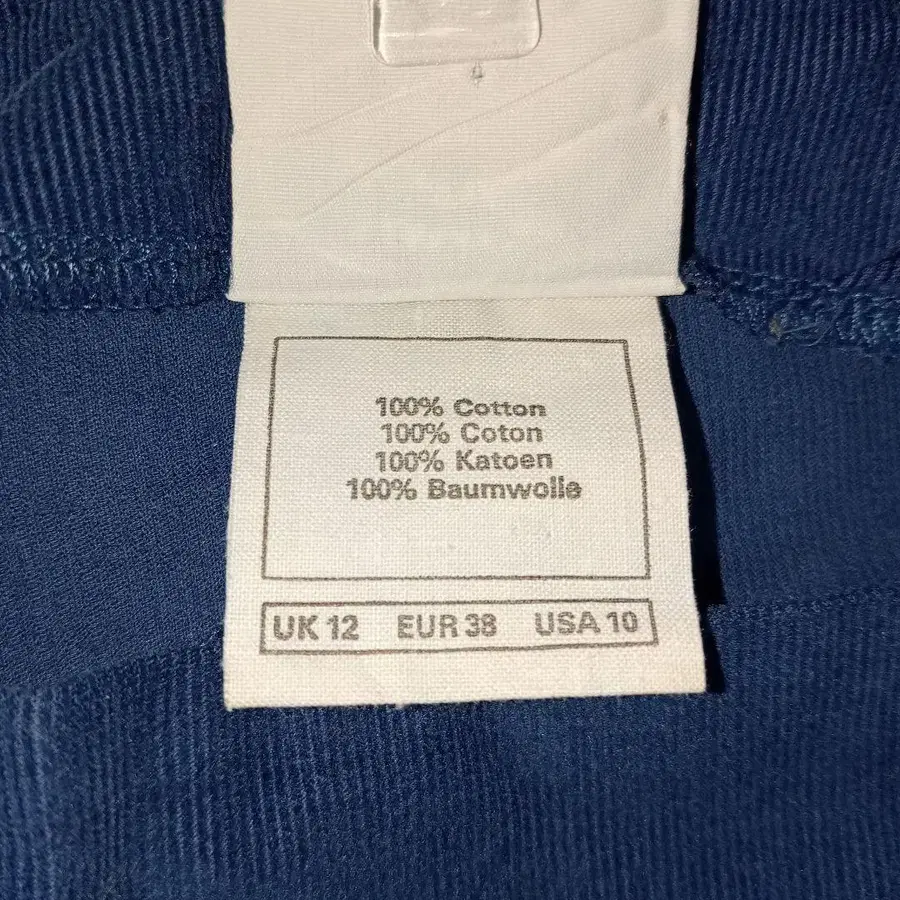 100% Cotton
100% Coton
100% Katoen
100% Baumwolle
UK 12 EUR 38 USA 10